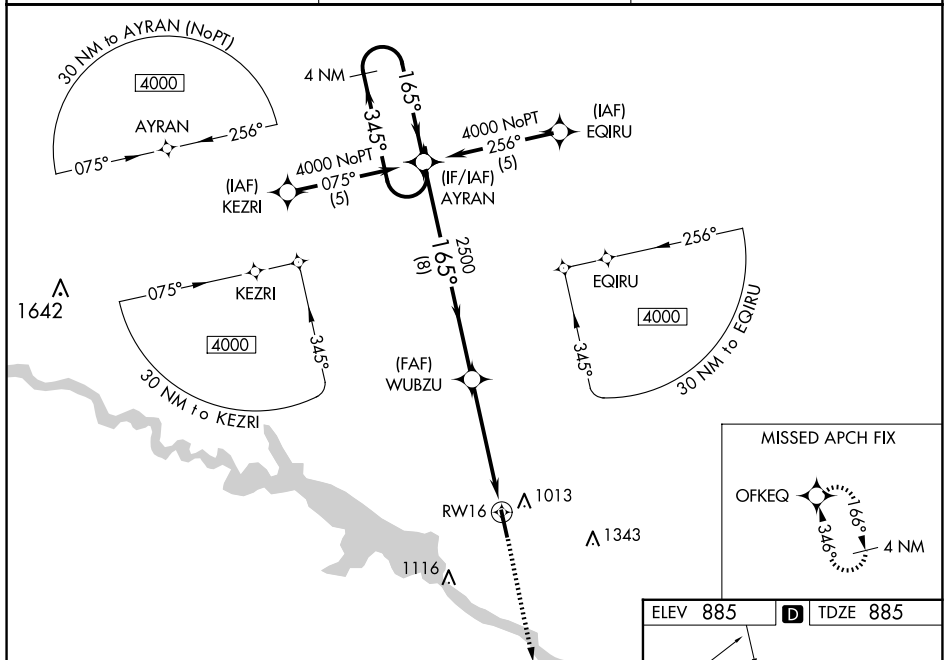 30 NM to AYRAN (NoPT)
4000
AYRAN
075°
256°
4 NM
165°
345°
4000 NoPT
075°
(5)
(IAF)
KEZRI
4000 NoPT
256°
(5)
(IAF)
EQIRU
(IF/IAF)
AYRAN
2500
165°
(8)
075°
KEZRI
4000
345°
30 NM to KEZRI
256°
EQIRU
4000
345°
30 NM to EQIRU
1642
(FAF)
WUBZU
RW16
1013
1343
1116
MISSED APCH FIX
OFKEQ
166°
346°
4 NM
ELEV 885 D TDZE 885